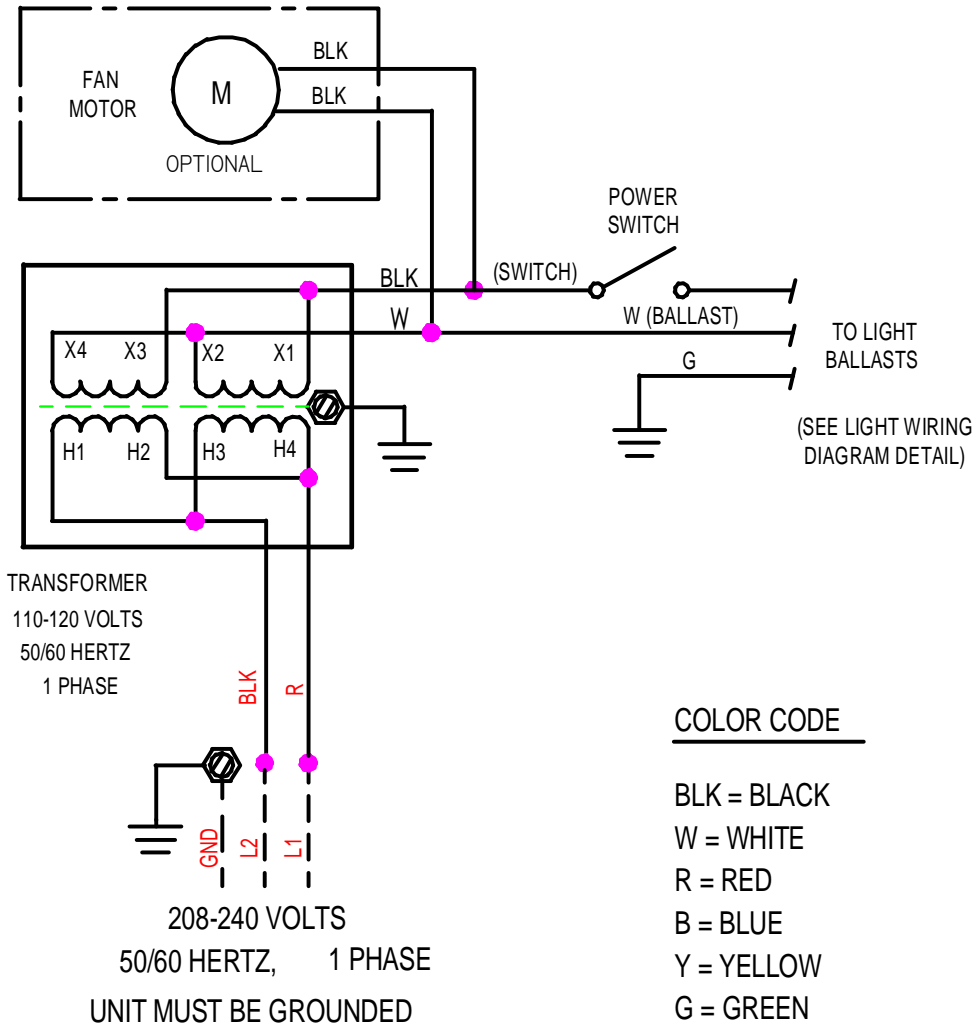 BLK
FAN
MOTOR
M
BLK
OPTIONAL
POWER
SWITCH
BLK
(SWITCH)
W
W (BALLAST)
TO LIGHT
BALLASTS
G
(SEE LIGHT WIRING
DIAGRAM DETAIL)
X4
X3
X2
X1
H1
H2
H3
H4
TRANSFORMER
110-120 VOLTS
50/60 HERTZ
1 PHASE
BLK
R
GND
L2
L1
208-240 VOLTS
50/60 HERTZ, 1 PHASE
UNIT MUST BE GROUNDED
COLOR CODE
BLK = BLACK
W = WHITE
R = RED
B = BLUE
Y = YELLOW
G = GREEN